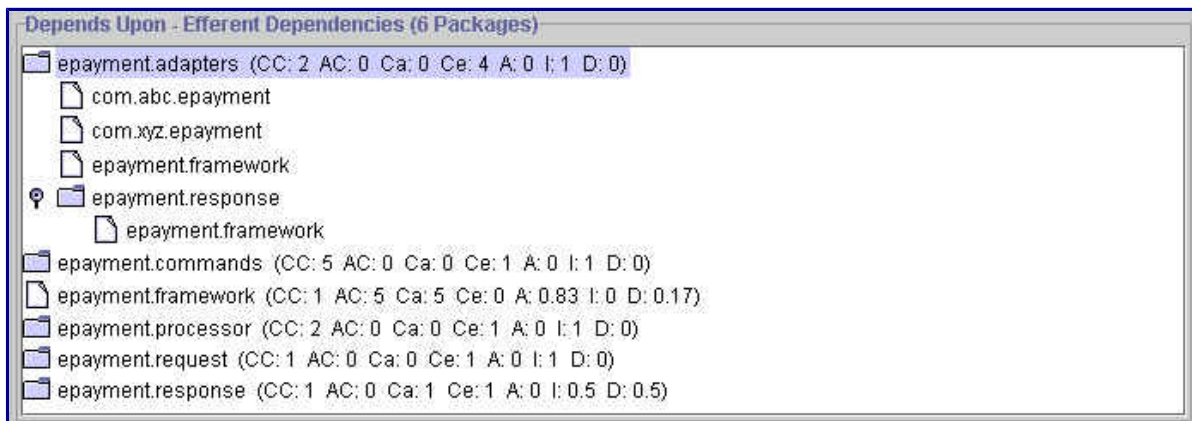 Depends Upon - Efferent Dependencies (6 Packages)
epayment.adapters (CC: 2 AC: 0 Ca: 0 Ce: 4 A: 0 I: 1 D: 0)
com.abc.epayment
com.xyz.epayment
epayment.framework
epayment.response
epayment.framework
epayment.commands (CC: 5 AC: 0 Ca: 0 Ce: 1 A: 0 I: 1 D: 0)
epayment.framework (CC: 1 AC: 5 Ca: 5 Ce: 0 A: 0.83 I: 0 D: 0.17)
epayment.processor (CC: 2 AC: 0 Ca: 0 Ce: 1 A: 0 I: 1 D: 0)
epayment.request (CC: 1 AC: 0 Ca: 0 Ce: 1 A: 0 I: 1 D: 0)
epayment.response (CC: 1 AC: 0 Ca: 1 Ce: 1 A: 0 I: 0.5 D: 0.5)